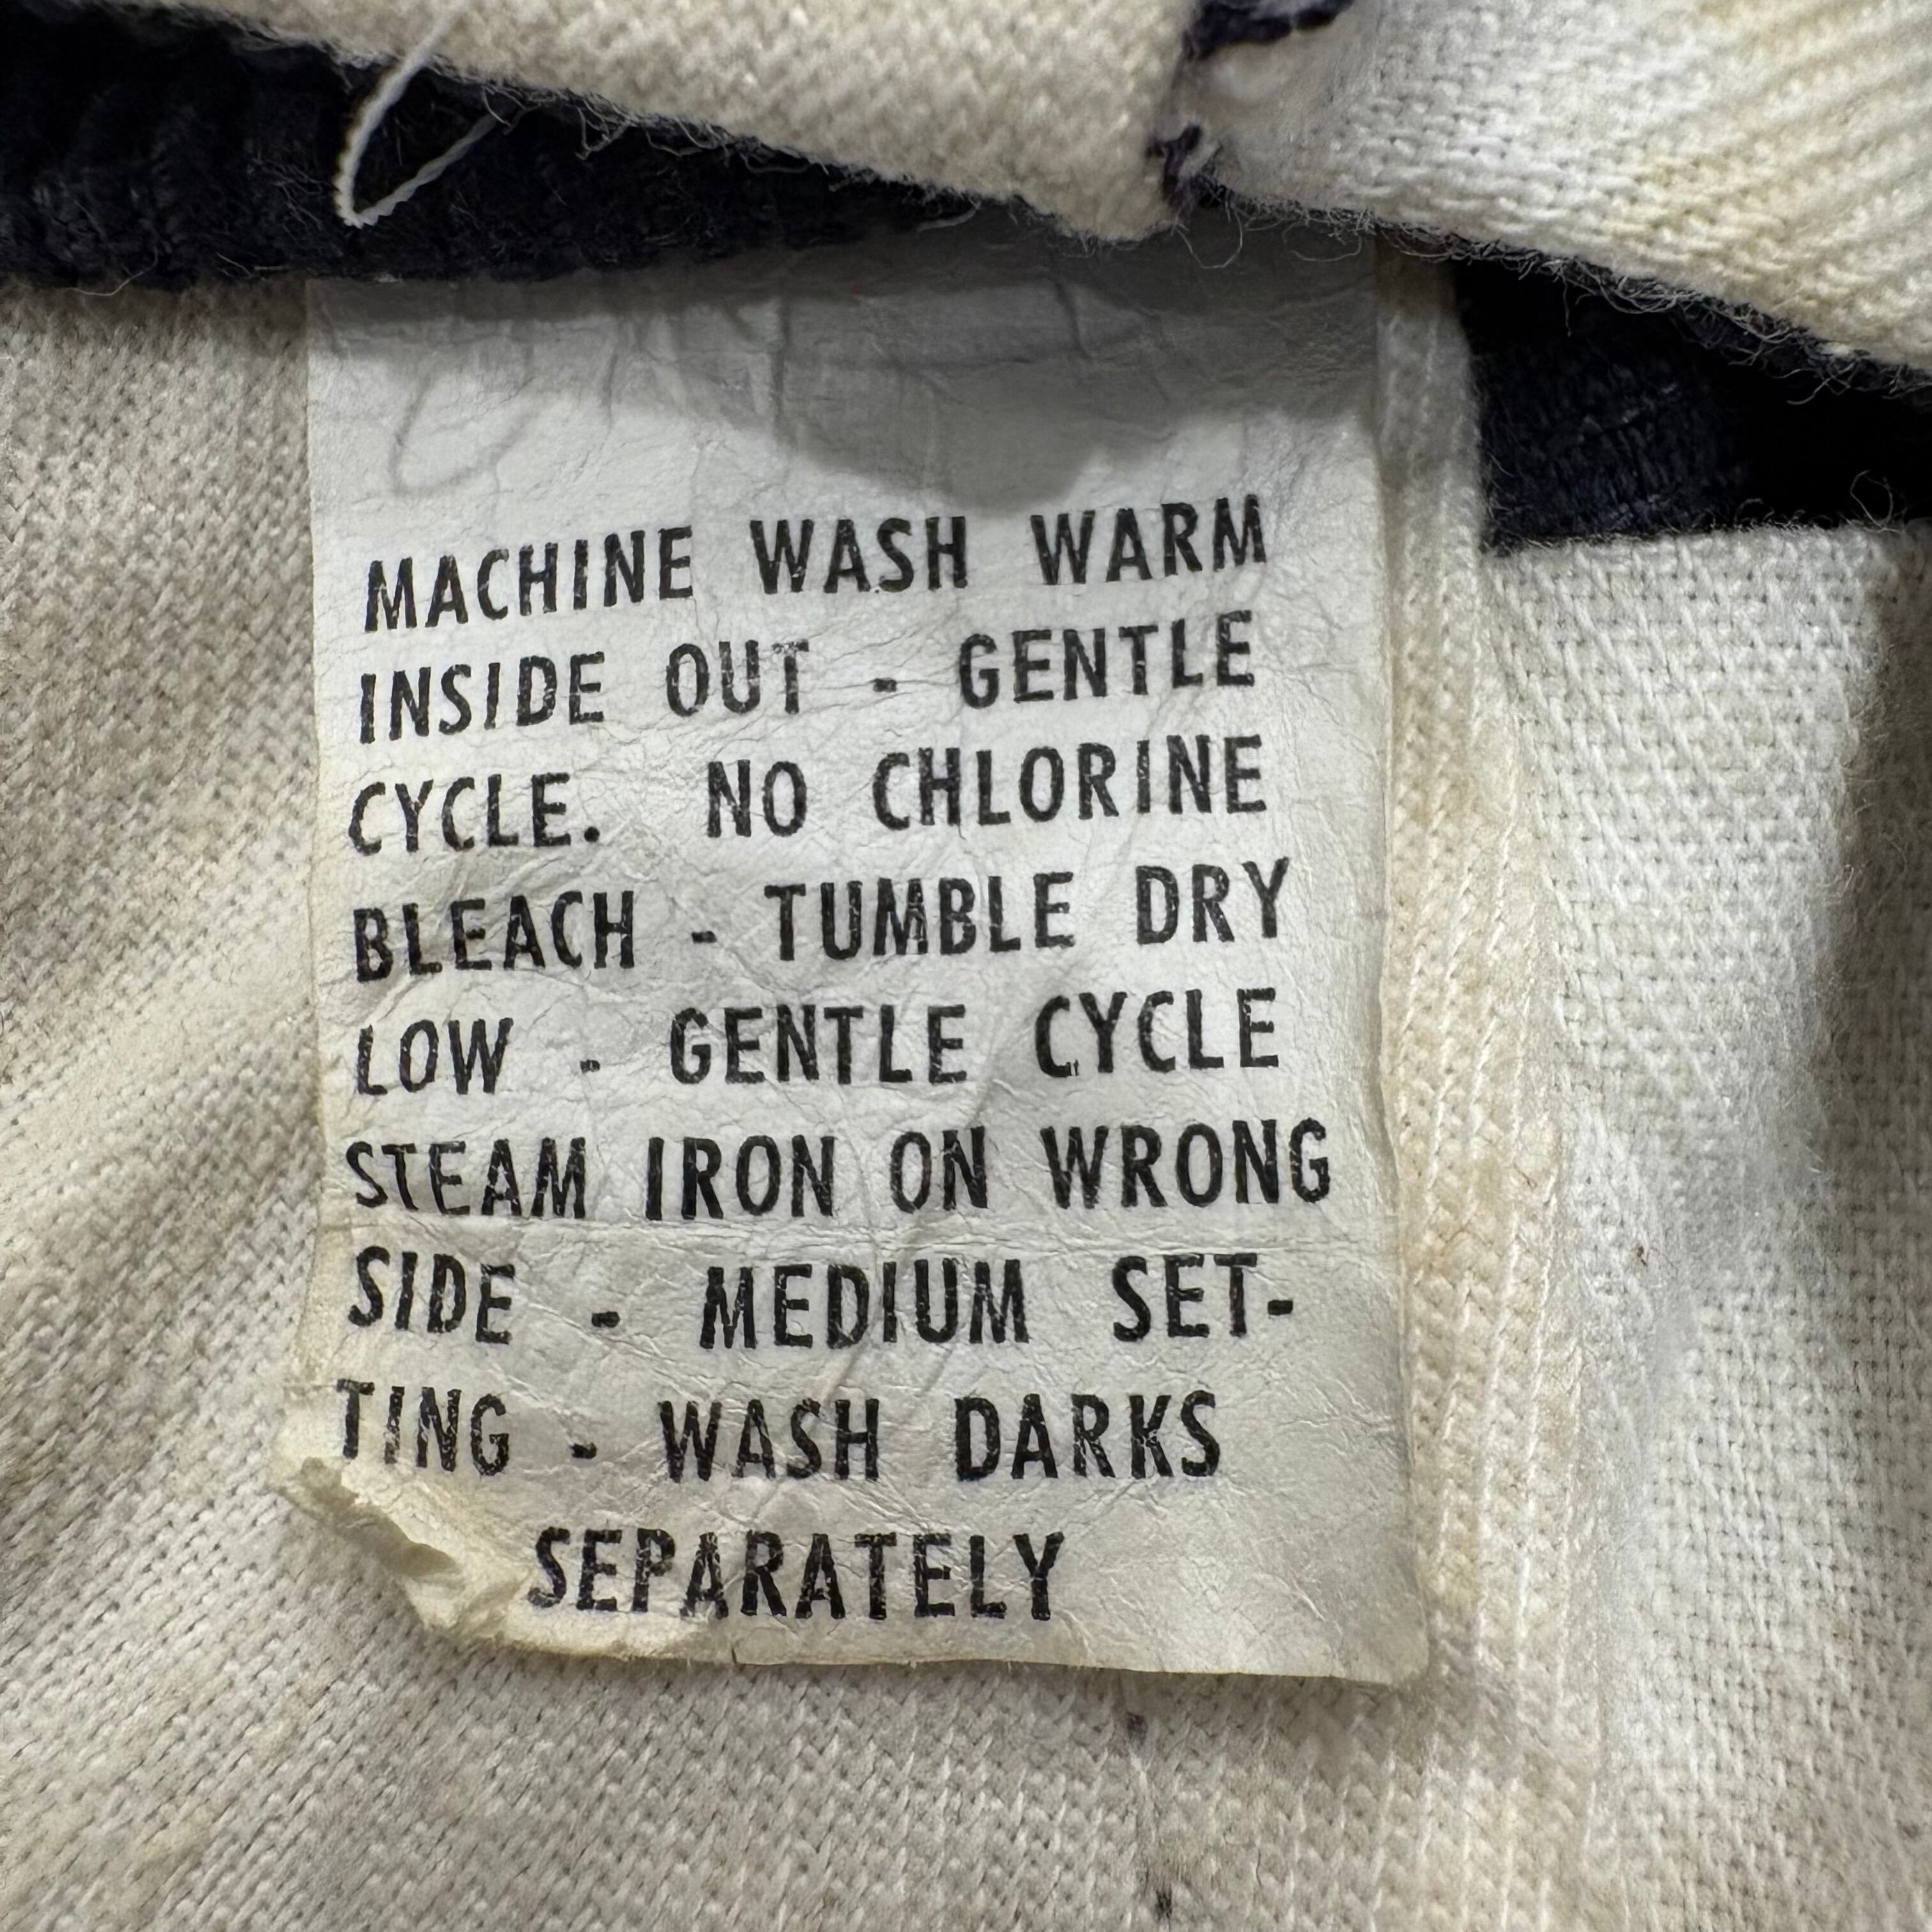 MACHINE WASH WARM
INSIDE OUT - GENTLE
CYCLE. NO CHLORINE
BLEACH - TUMBLE DRY
LOW - GENTLE CYCLE
STEAM IRON ON WRONG
SIDE - MEDIUM SET-
TING - WASH DARKS
SEPARATELY